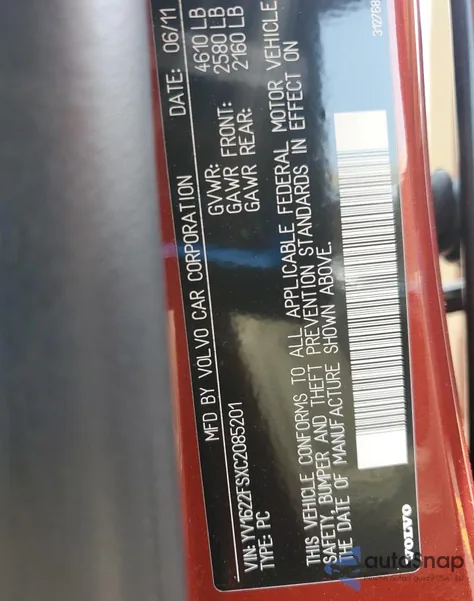 MFD BY VOLVO CAR CORPORATION DATE: 06/11
GVWR: 4610 LB
GAWR FRONT: 2580 LB
GAWR REAR: 2160 LB
VIN: YV1622FSXC2085201
TYPE: PC
THIS VEHICLE CONFORMS TO ALL APPLICABLE FEDERAL MOTOR VEHICLE
SAFETY, BUMPER AND THEFT PREVENTION STANDARDS IN EFFECT ON
THE DATE OF MANUFACTURE SHOWN ABOVE.
312768
VOLVO
autoSnap